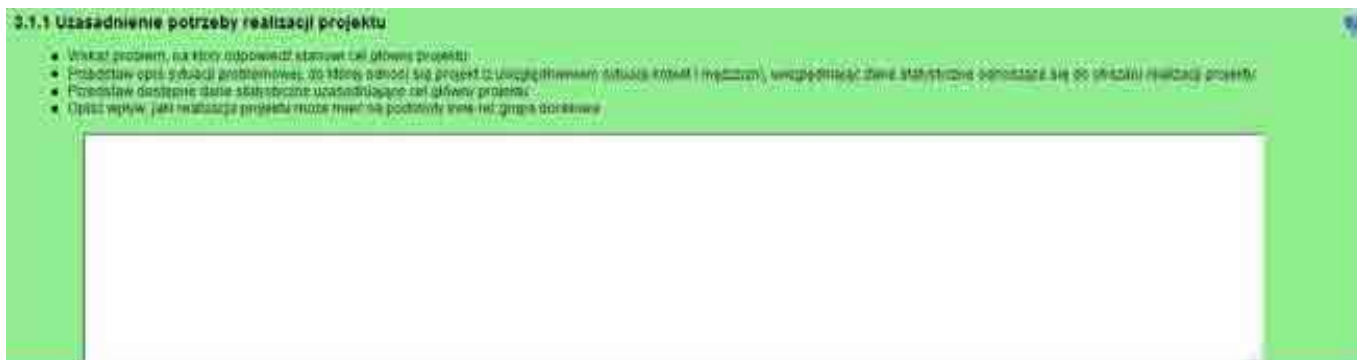 3.1.1 Uzasadnienie potrzeby realizacji projektu
Wskaż problem, na który odpowiedź stanowi cel główny projektu
Przedstaw opis sytuacji problemowej, do której odnosi się projekt (z uwzględnieniem sytuacji kobiet i mężczyzn), uwzględniając dane statystyczne odnoszące się do obszaru realizacji projektu
Przedstaw dostępne dane statystyczne uzasadniające cel główny projektu
Opisz wpływ, jaki realizacja projektu może mieć na podmioty inne niż grupa docelowa